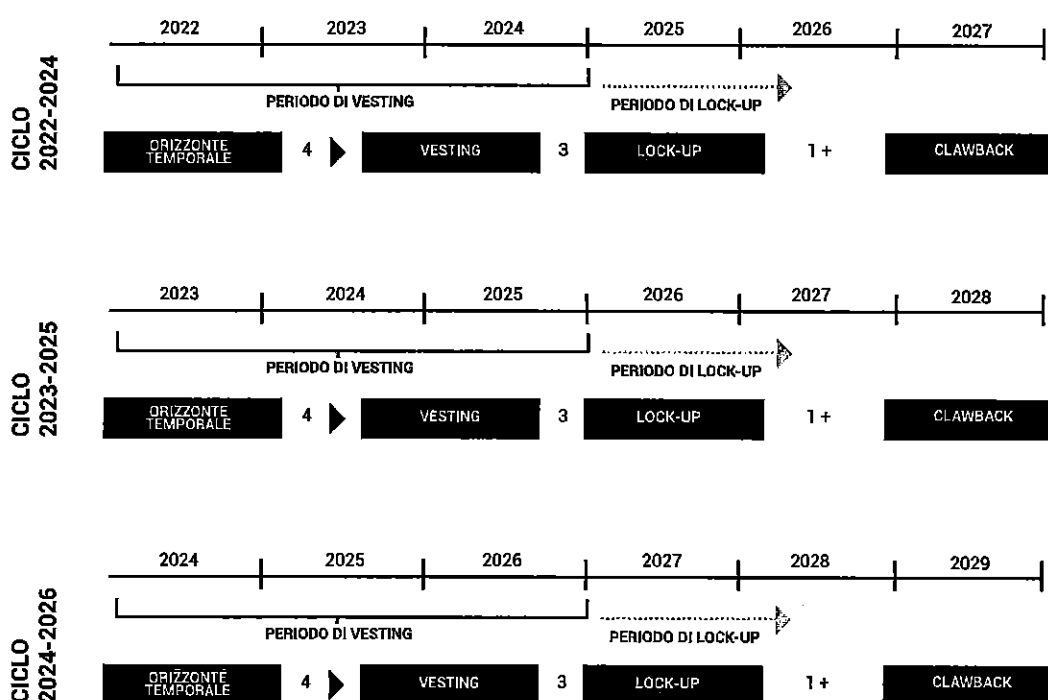 2022 2023 2024 2025 2026 2027
CICLO
2022-2024
PERIODO DI VESTING PERIODO DI LOCK-UP
ORIZZONTE
TEMPORALE
4 VESTING 3 LOCK-UP 1+ CLAWBACK
2023 2024 2025 2026 2027 2028
CICLO
2023-2025
PERIODO DI VESTING PERIODO DI LOCK-UP
ORIZZONTE
TEMPORALE
4 VESTING 3 LOCK-UP 1+ CLAWBACK
2024 2025 2026 2027 2028 2029
CICLO
2024-2026
PERIODO DI VESTING PERIODO DI LOCK-UP
ORIZZONTE
TEMPORALE
4 VESTING 3 LOCK-UP 1+ CLAWBACK